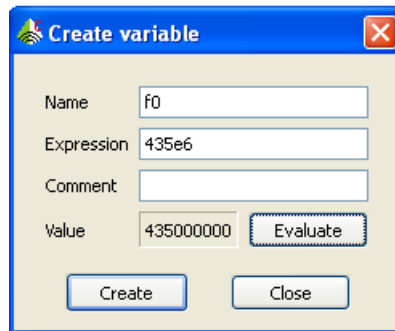 Create variable
Name f0
Expression 435e6
Comment
Value 435000000 Evaluate
Create Close